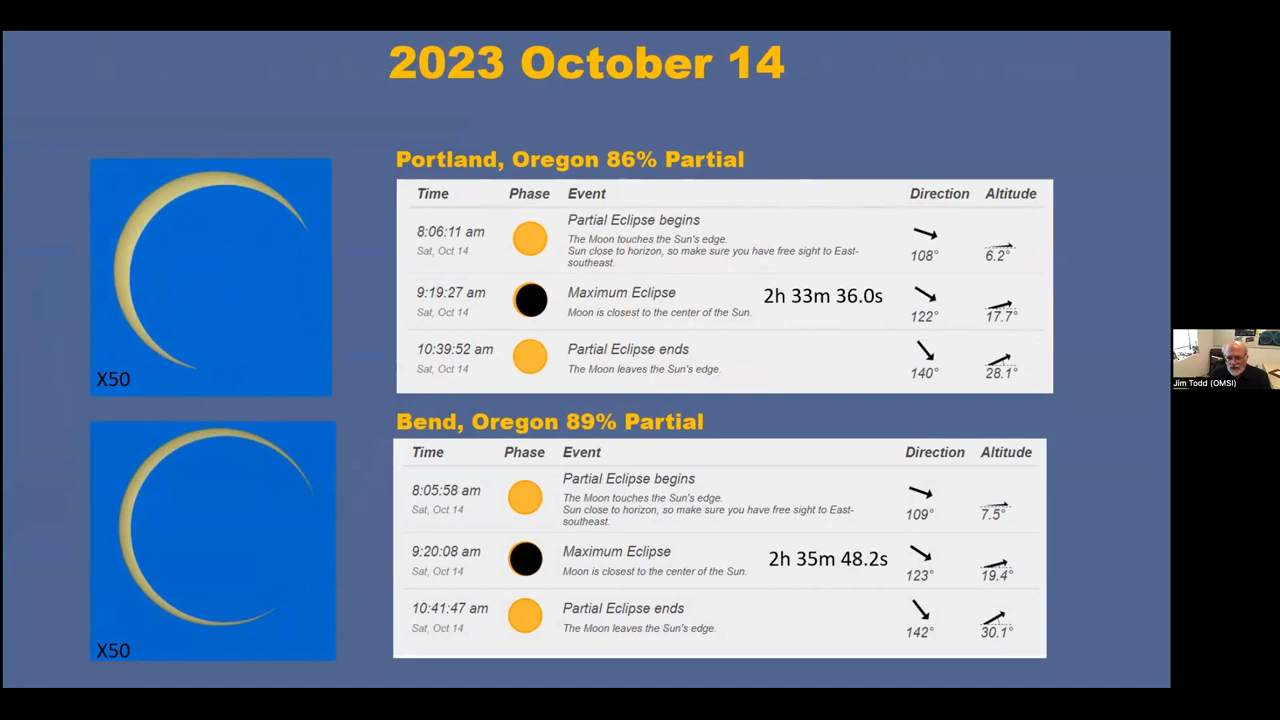 2023 October 14
Portland, Oregon 86% Partial
Time Phase Event Direction Altitude
8:06:11 am
Sat, Oct 14
Partial Eclipse begins
The Moon touches the Sun's edge.
Sun close to horizon, so make sure you have free sight to East-
southeast.
108° 6.2°
9:19:27 am
Sat, Oct 14
Maximum Eclipse
Moon is closest to the center of the Sun.
2h 33m 36.0s
122° 17.7°
10:39:52 am
Sat, Oct 14
Partial Eclipse ends
The Moon leaves the Sun's edge.
140° 28.1°
X50
Bend, Oregon 89% Partial
Time Phase Event Direction Altitude
8:05:58 am
Sat, Oct 14
Partial Eclipse begins
The Moon touches the Sun's edge.
Sun close to horizon, so make sure you have free sight to East-
southeast.
109° 7.5°
9:20:08 am
Sat, Oct 14
Maximum Eclipse
Moon is closest to the center of the Sun.
2h 35m 48.2s
123° 19.4°
10:41:47 am
Sat, Oct 14
Partial Eclipse ends
The Moon leaves the Sun's edge.
142° 30.1°
X50
Jim Todd (OMSI)